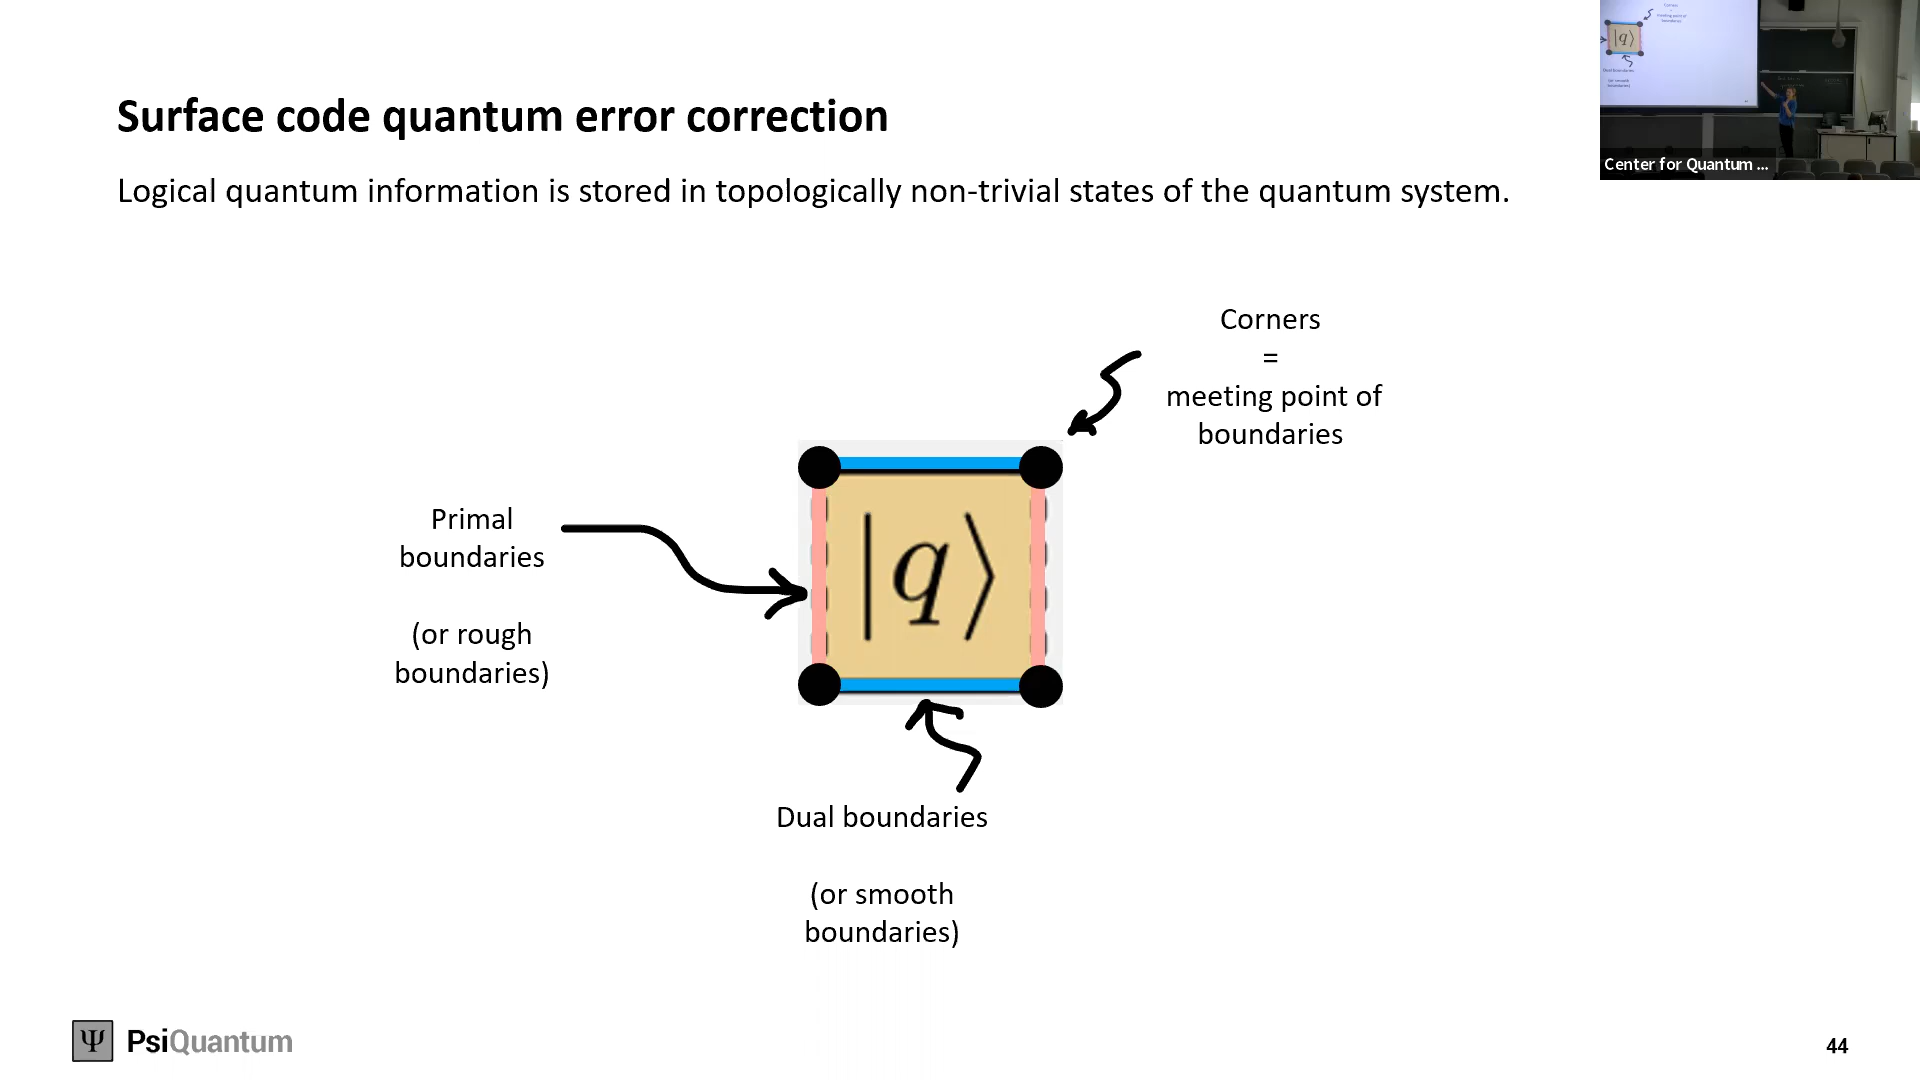 Surface code quantum error correction
Logical quantum information is stored in topologically non-trivial states of the quantum system.
Center for Quantum ...
Corners
=
meeting point of
boundaries
Primal
boundaries
(or rough
boundaries)
|q⟩
Dual boundaries
(or smooth
boundaries)
Ψ PsiQuantum
44